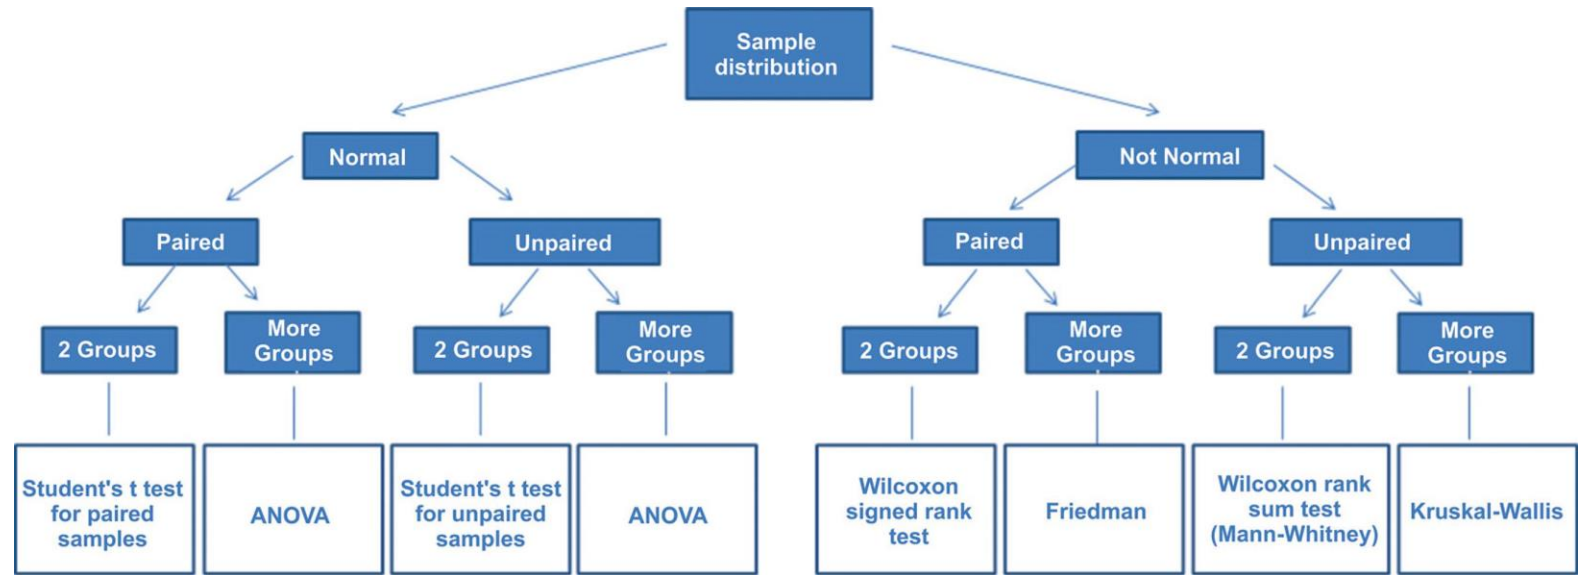 Sample
distribution
Normal
Not Normal
Paired
Unpaired
Paired
Unpaired
2 Groups
More
Groups
2 Groups
More
Groups
2 Groups
More
Groups
2 Groups
More
Groups
Student's t test
for paired
samples
ANOVA
Student's t test
for unpaired
samples
ANOVA
Wilcoxon
signed rank
test
Friedman
Wilcoxon rank
sum test
(Mann-Whitney)
Kruskal-Wallis